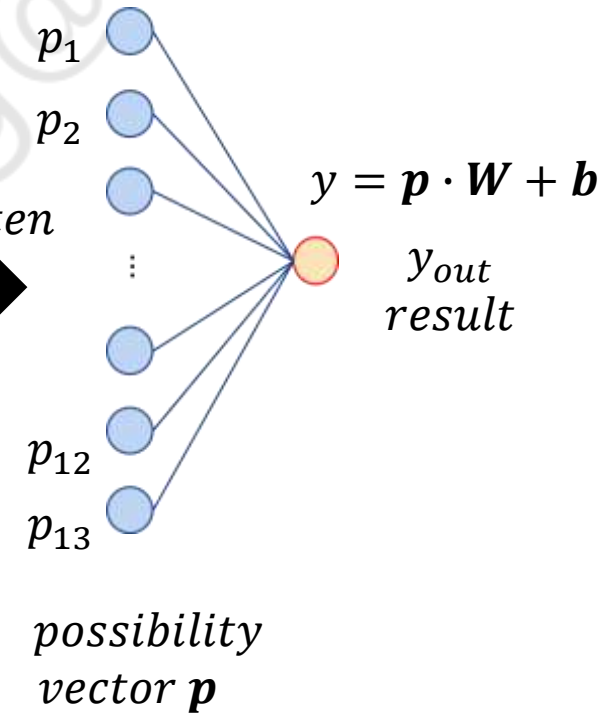 p₁
p₂
y = p · W + b
y_out
result
⋮
p₁₂
p₁₃
possibility
vector p